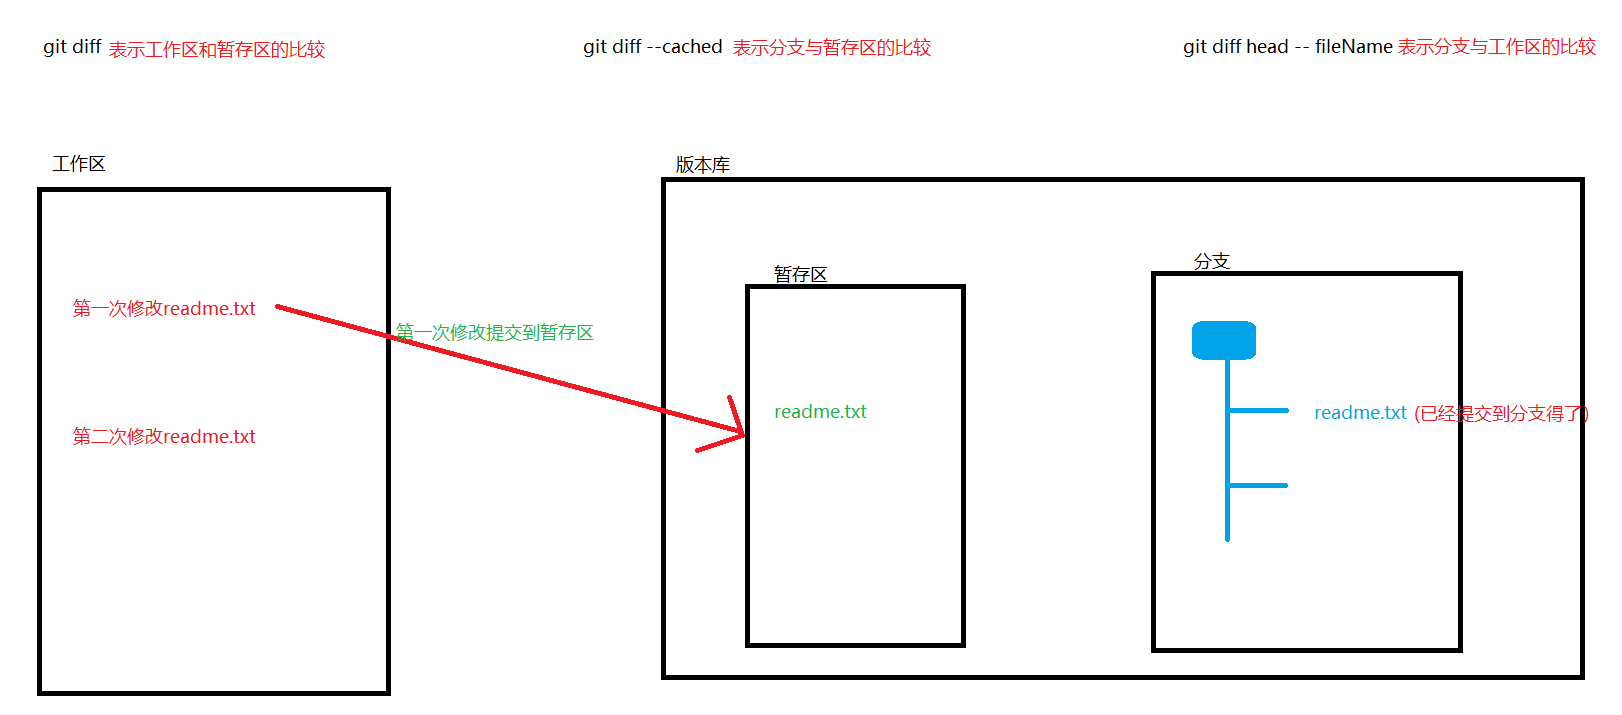 git diff 表示工作区和暂存区的比较
git diff --cached 表示分支与暂存区的比较
git diff head -- fileName 表示分支与工作区的比较
工作区
版本库
分支
暂存区
第一次修改readme.txt
第一次修改提交到暂存区
readme.txt
readme.txt (已经提交到分支得了)
第二次修改readme.txt